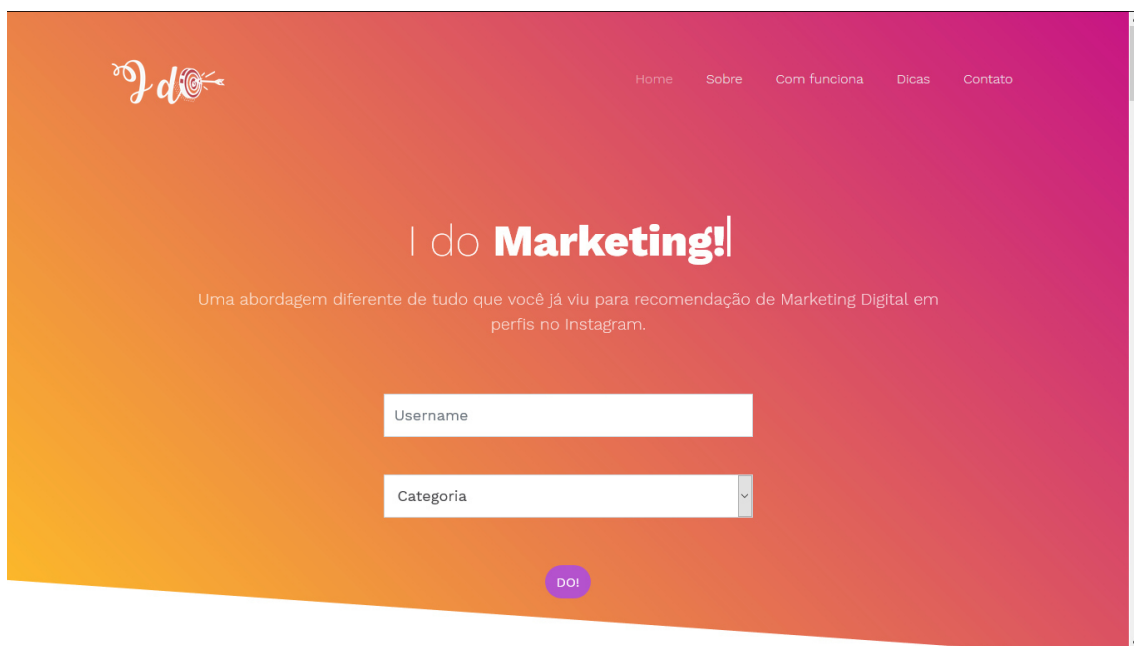 I do
Home Sobre Com funciona Dicas Contato
I do Marketing!
Uma abordagem diferente de tudo que você já viu para recomendação de Marketing Digital em
perfis no Instagram.
Username
Categoria
DO!